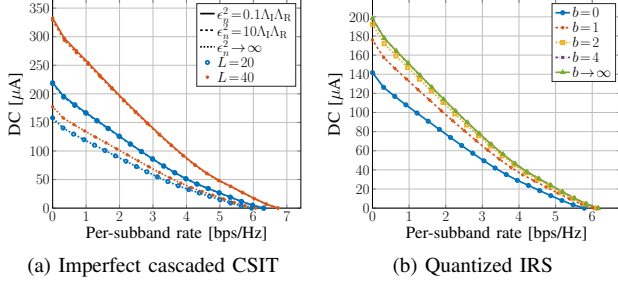 DC [μA]
350
300
250
200
150
100
50
0
0 1 2 3 4 5 6 7
Per-subband rate [bps/Hz]
ϵ_n^2=0.1Λ_IΛ_R
ϵ_n^2=10Λ_IΛ_R
ϵ_n^2→∞
L=20
L=40
(a) Imperfect cascaded CSIT
DC [μA]
200
180
160
140
120
100
80
60
40
20
0
0 1 2 3 4 5 6
Per-subband rate [bps/Hz]
b=0
b=1
b=2
b=4
b→∞
(b) Quantized IRS